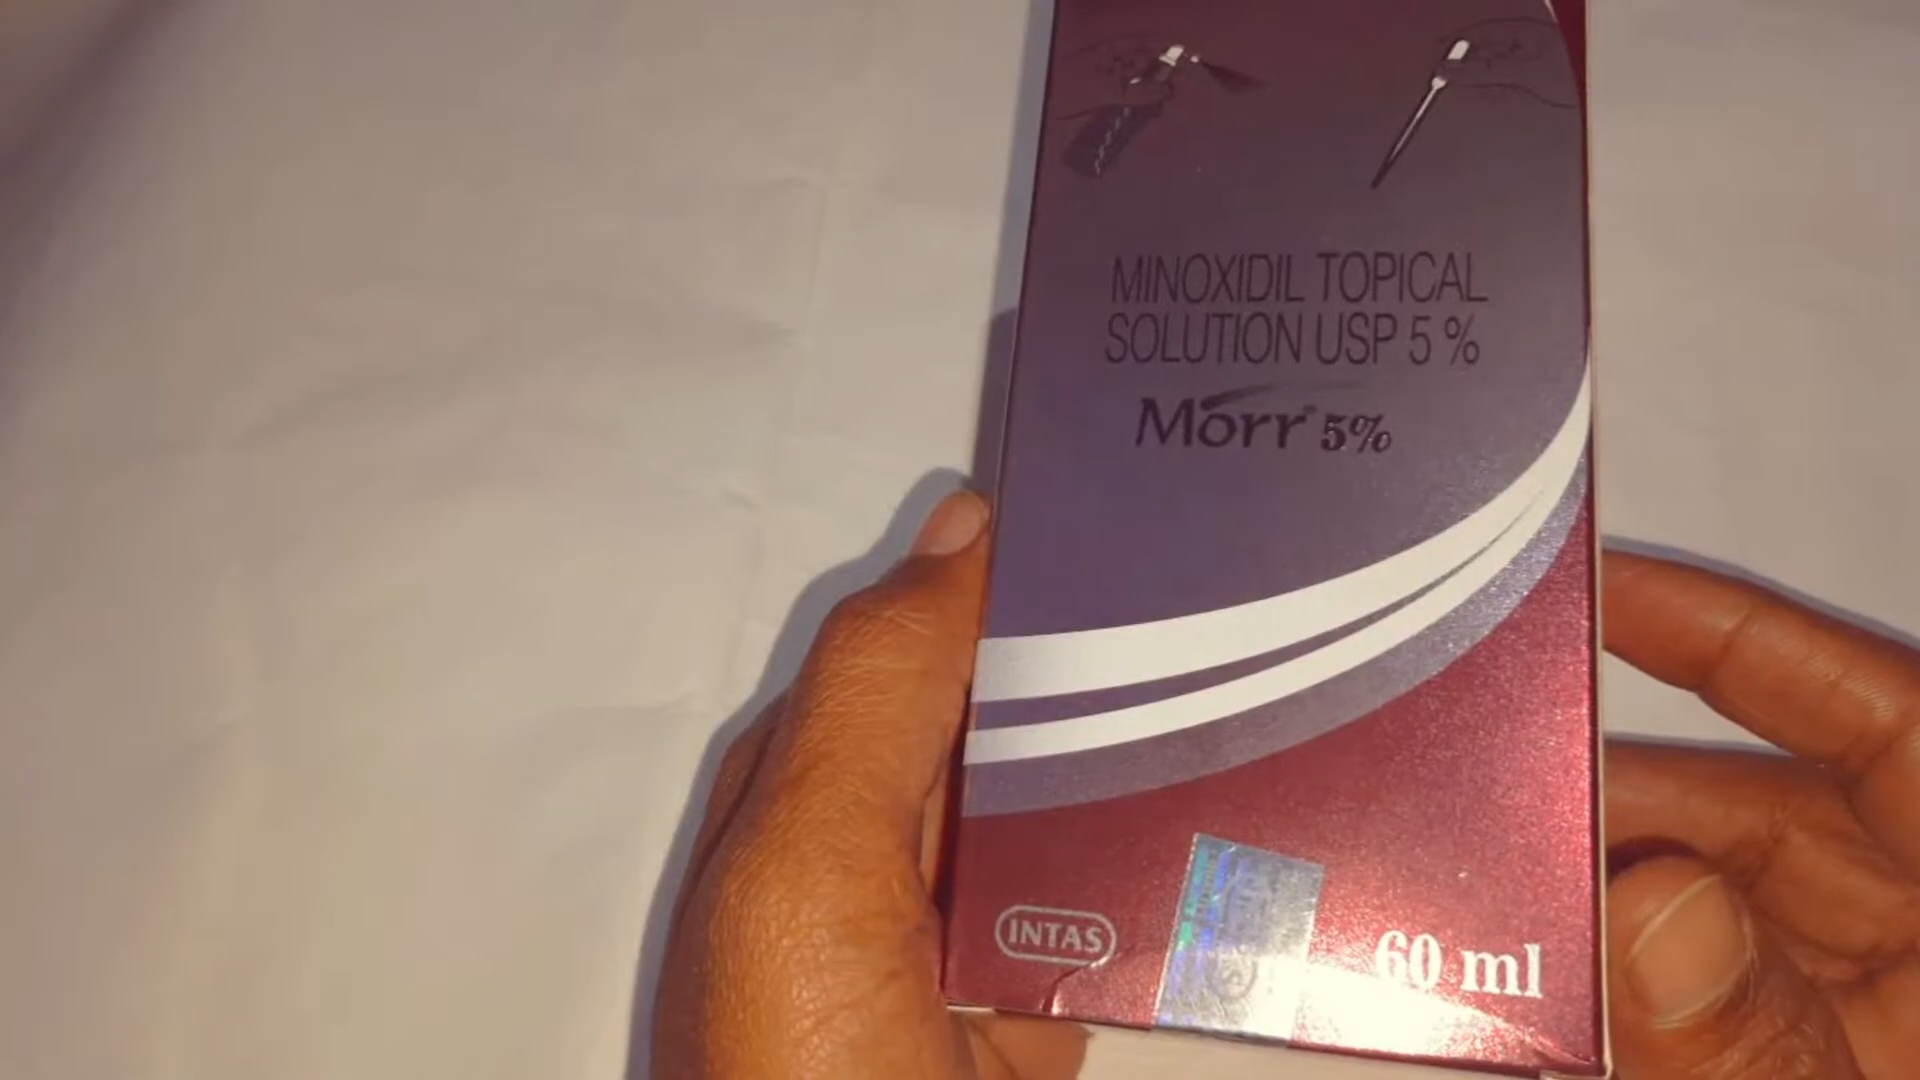 MINOXIDIL TOPICAL
SOLUTION USP 5 %
Morr® 5%
INTAS
60 ml